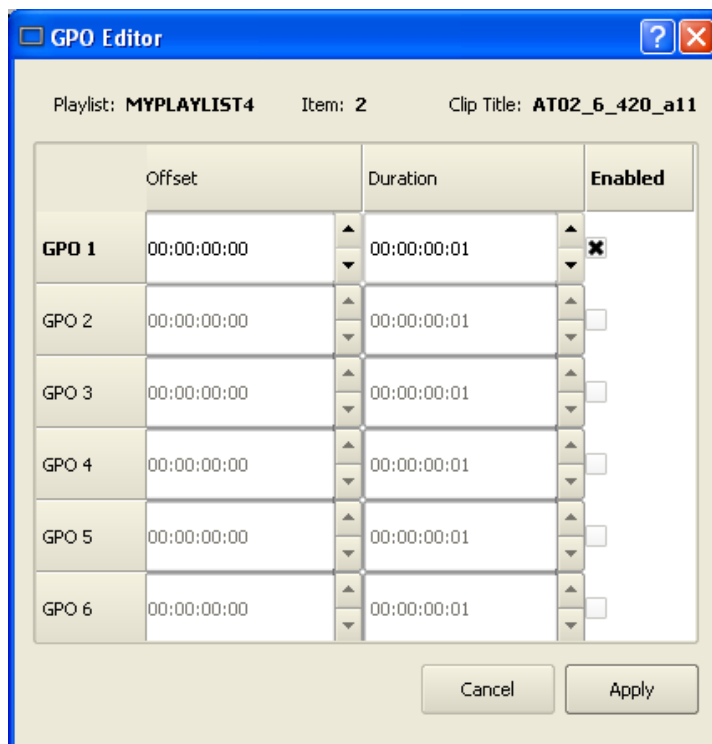 GPO Editor
Playlist: MYPLAYLIST4 Item: 2 Clip Title: AT02_6_420_a11
Offset Duration Enabled
GPO 1 00:00:00:00 00:00:00:01
GPO 2 00:00:00:00 00:00:00:01
GPO 3 00:00:00:00 00:00:00:01
GPO 4 00:00:00:00 00:00:00:01
GPO 5 00:00:00:00 00:00:00:01
GPO 6 00:00:00:00 00:00:00:01
Cancel Apply